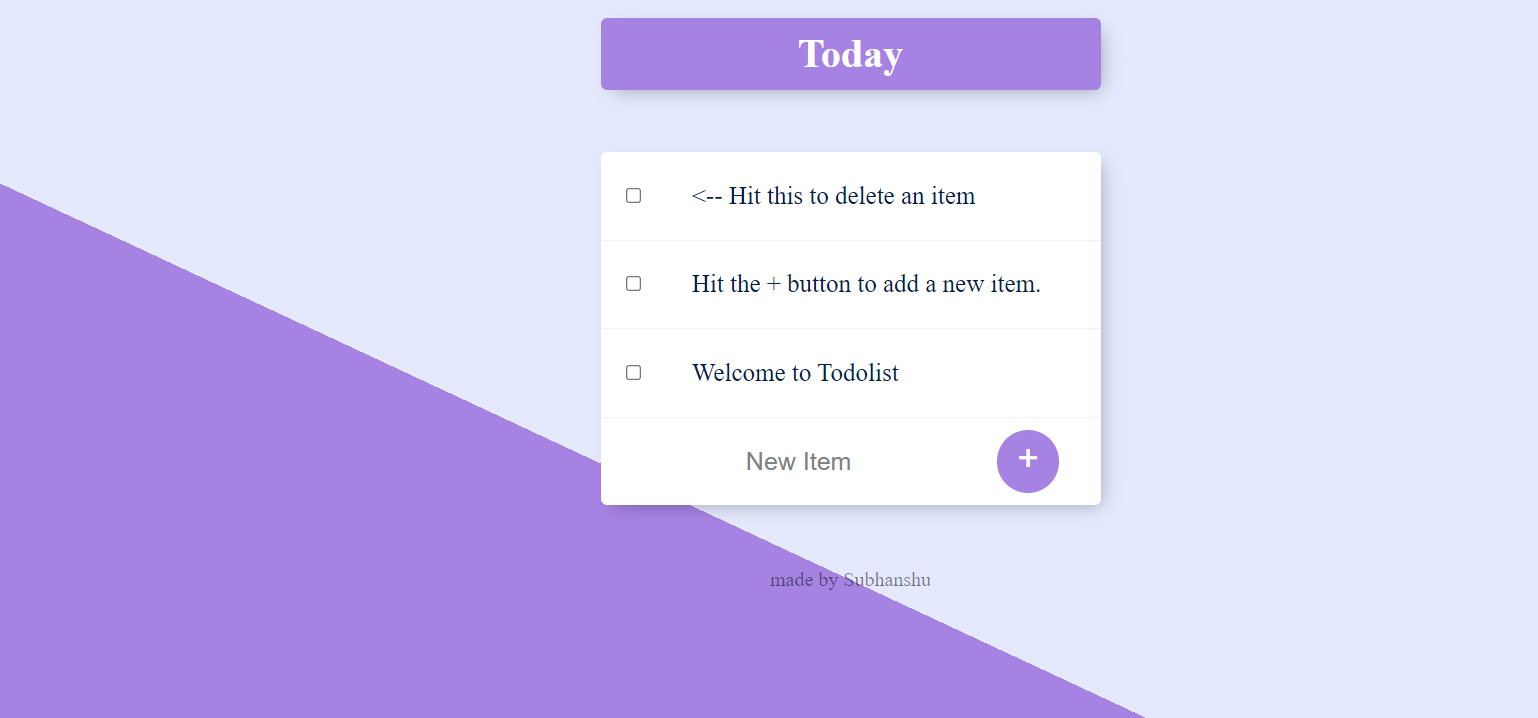 Today
<-- Hit this to delete an item
Hit the + button to add a new item.
Welcome to Todolist
New Item +
made by Subhanshu